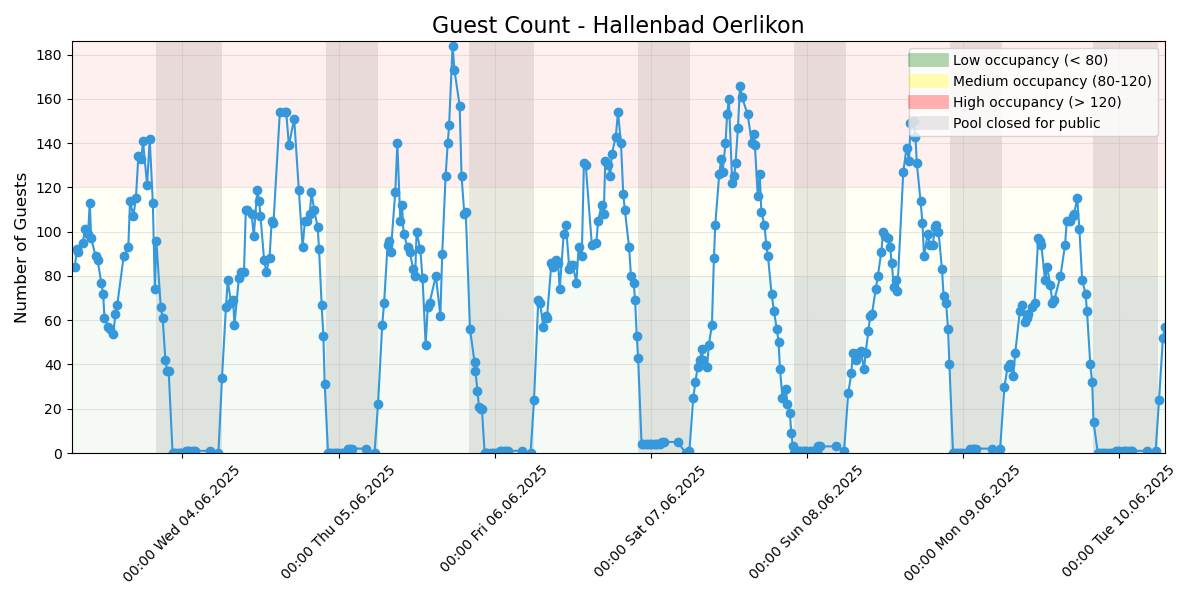 Guest Count - Hallenbad Oerlikon
Number of Guests
180
160
140
120
100
80
60
40
20
0
Low occupancy (< 80)
Medium occupancy (80-120)
High occupancy (> 120)
Pool closed for public
00:00 Wed 04.06.2025
00:00 Thu 05.06.2025
00:00 Fri 06.06.2025
00:00 Sat 07.06.2025
00:00 Sun 08.06.2025
00:00 Mon 09.06.2025
00:00 Tue 10.06.2025